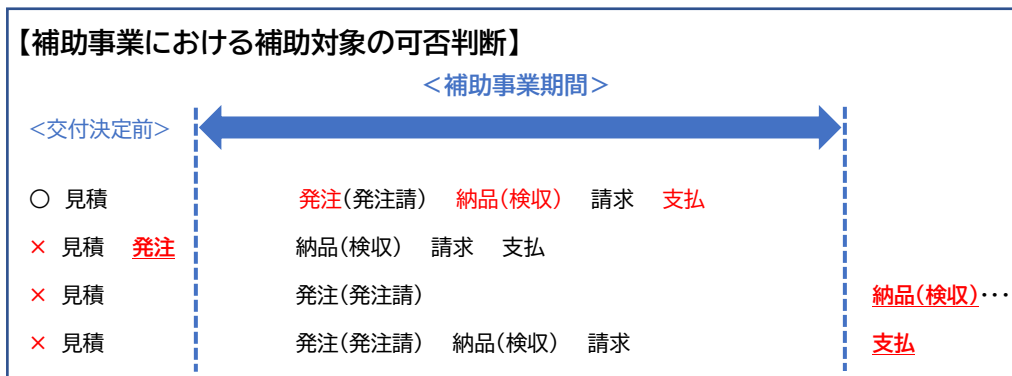 【補助事業における補助対象の可否判断】
＜補助事業期間＞
＜交付決定前＞
○ 見積 発注(発注請) 納品(検収) 請求 支払
× 見積 発注 納品(検収) 請求 支払
× 見積 発注(発注請) 納品(検収)･･･
× 見積 発注(発注請) 納品(検収) 請求 支払